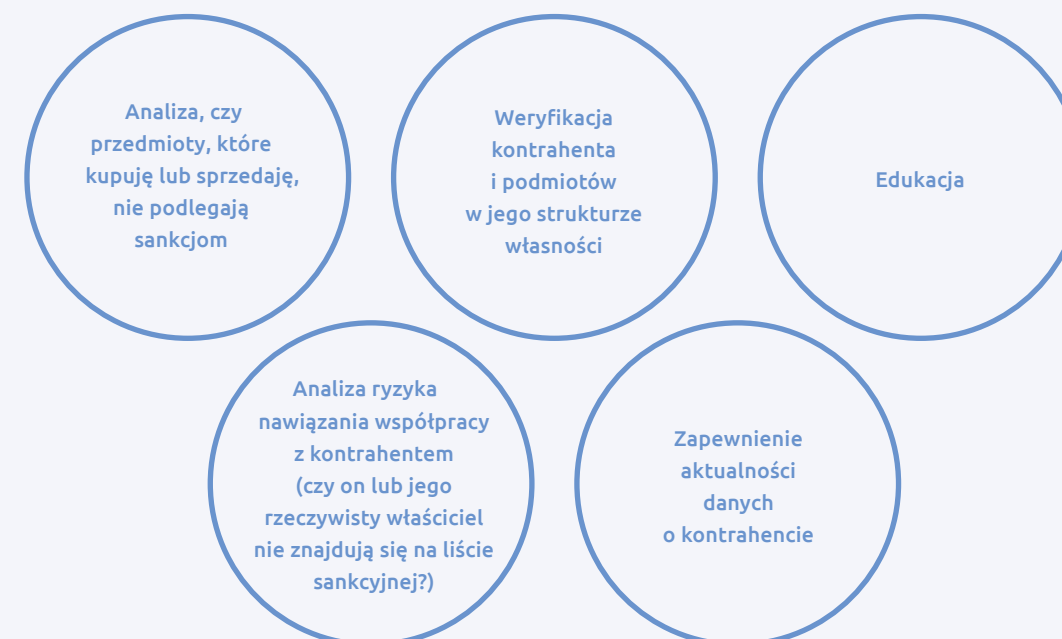 Analiza, czy
przedmioty, które
kupuję lub sprzedaję,
nie podlegają
sankcjom
Weryfikacja
kontrahenta
i podmiotów
w jego strukturze
własności
Edukacja
Analiza ryzyka
nawiązania współpracy
z kontrahentem
(czy on lub jego
rzeczywisty właściciel
nie znajdują się na liście
sankcyjnej?)
Zapewnienie
aktualności
danych
o kontrahencie